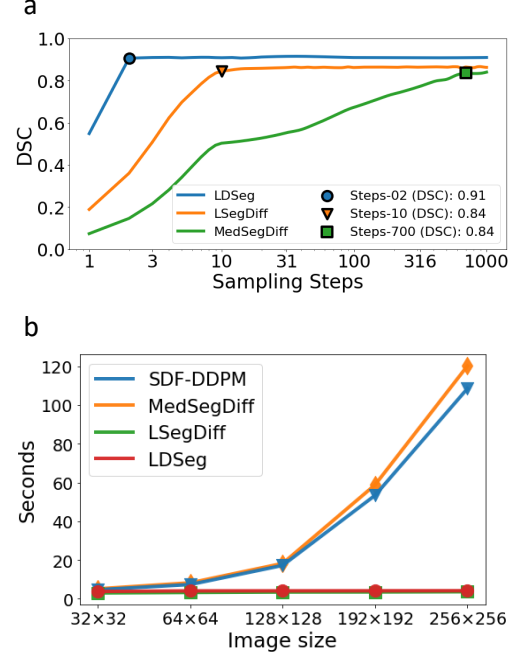 a
1.0
0.8
0.6
0.4
0.2
0.0
DSC
LDSeg
LSegDiff
MedSegDiff
Steps-02 (DSC): 0.91
Steps-10 (DSC): 0.84
Steps-700 (DSC): 0.84
1 3 10 31 100 316 1000
Sampling Steps
b
120
100
80
60
40
20
0
Seconds
SDF-DDPM
MedSegDiff
LSegDiff
LDSeg
32×32 64×64 128×128 192×192 256×256
Image size